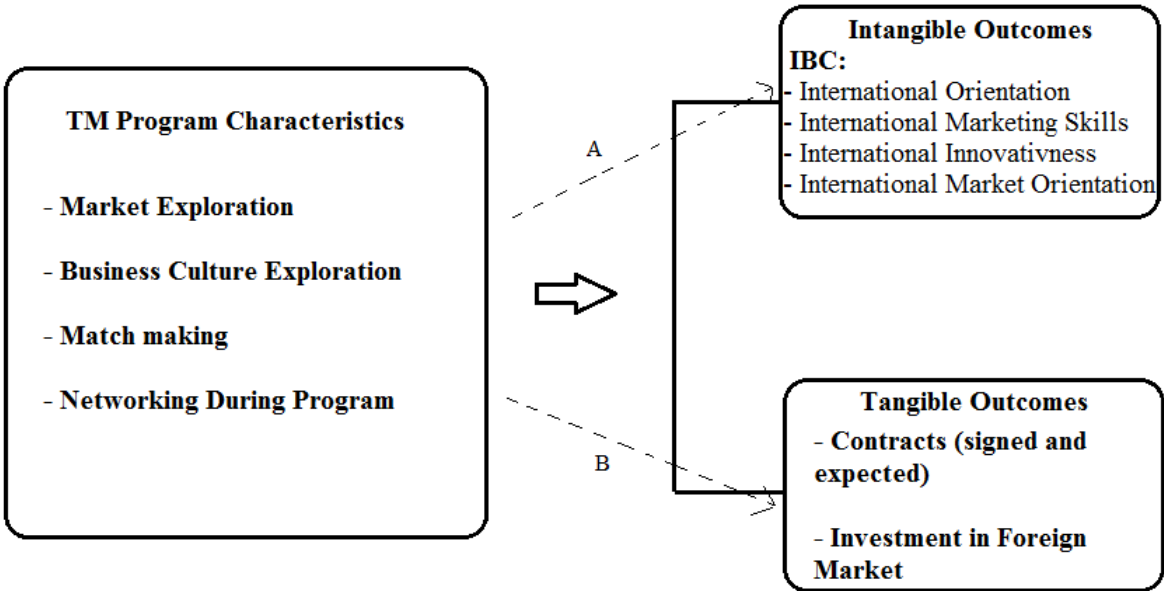 TM Program Characteristics
- Market Exploration
- Business Culture Exploration
- Match making
- Networking During Program
A
B
Intangible Outcomes
IBC:
- International Orientation
- International Marketing Skills
- International Innovativness
- International Market Orientation
Tangible Outcomes
- Contracts (signed and
expected)
- Investment in Foreign
Market